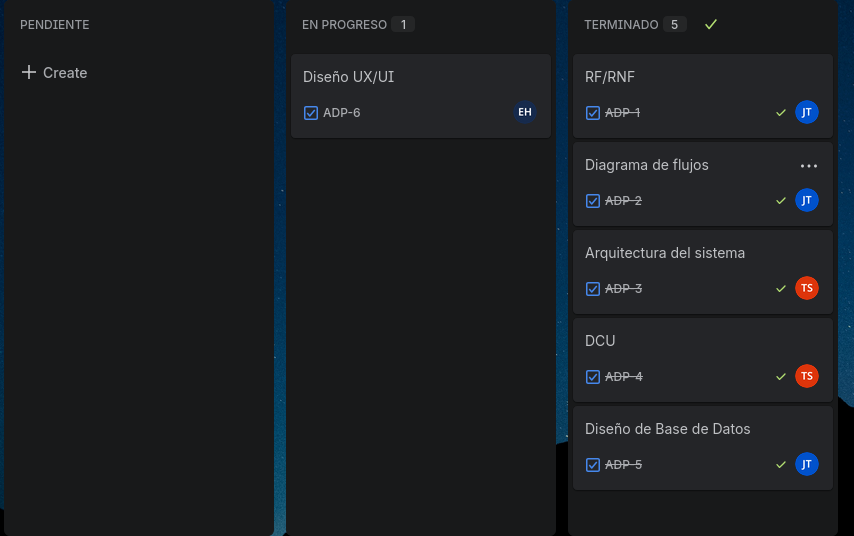 PENDIENTE
Create
EN PROGRESO 1
Diseño UX/UI
ADP-6 EH
TERMINADO 5
RF/RNF
ADP-1 JT
Diagrama de flujos
ADP-2 JT
Arquitectura del sistema
ADP-3 TS
DCU
ADP-4 TS
Diseño de Base de Datos
ADP-5 JT